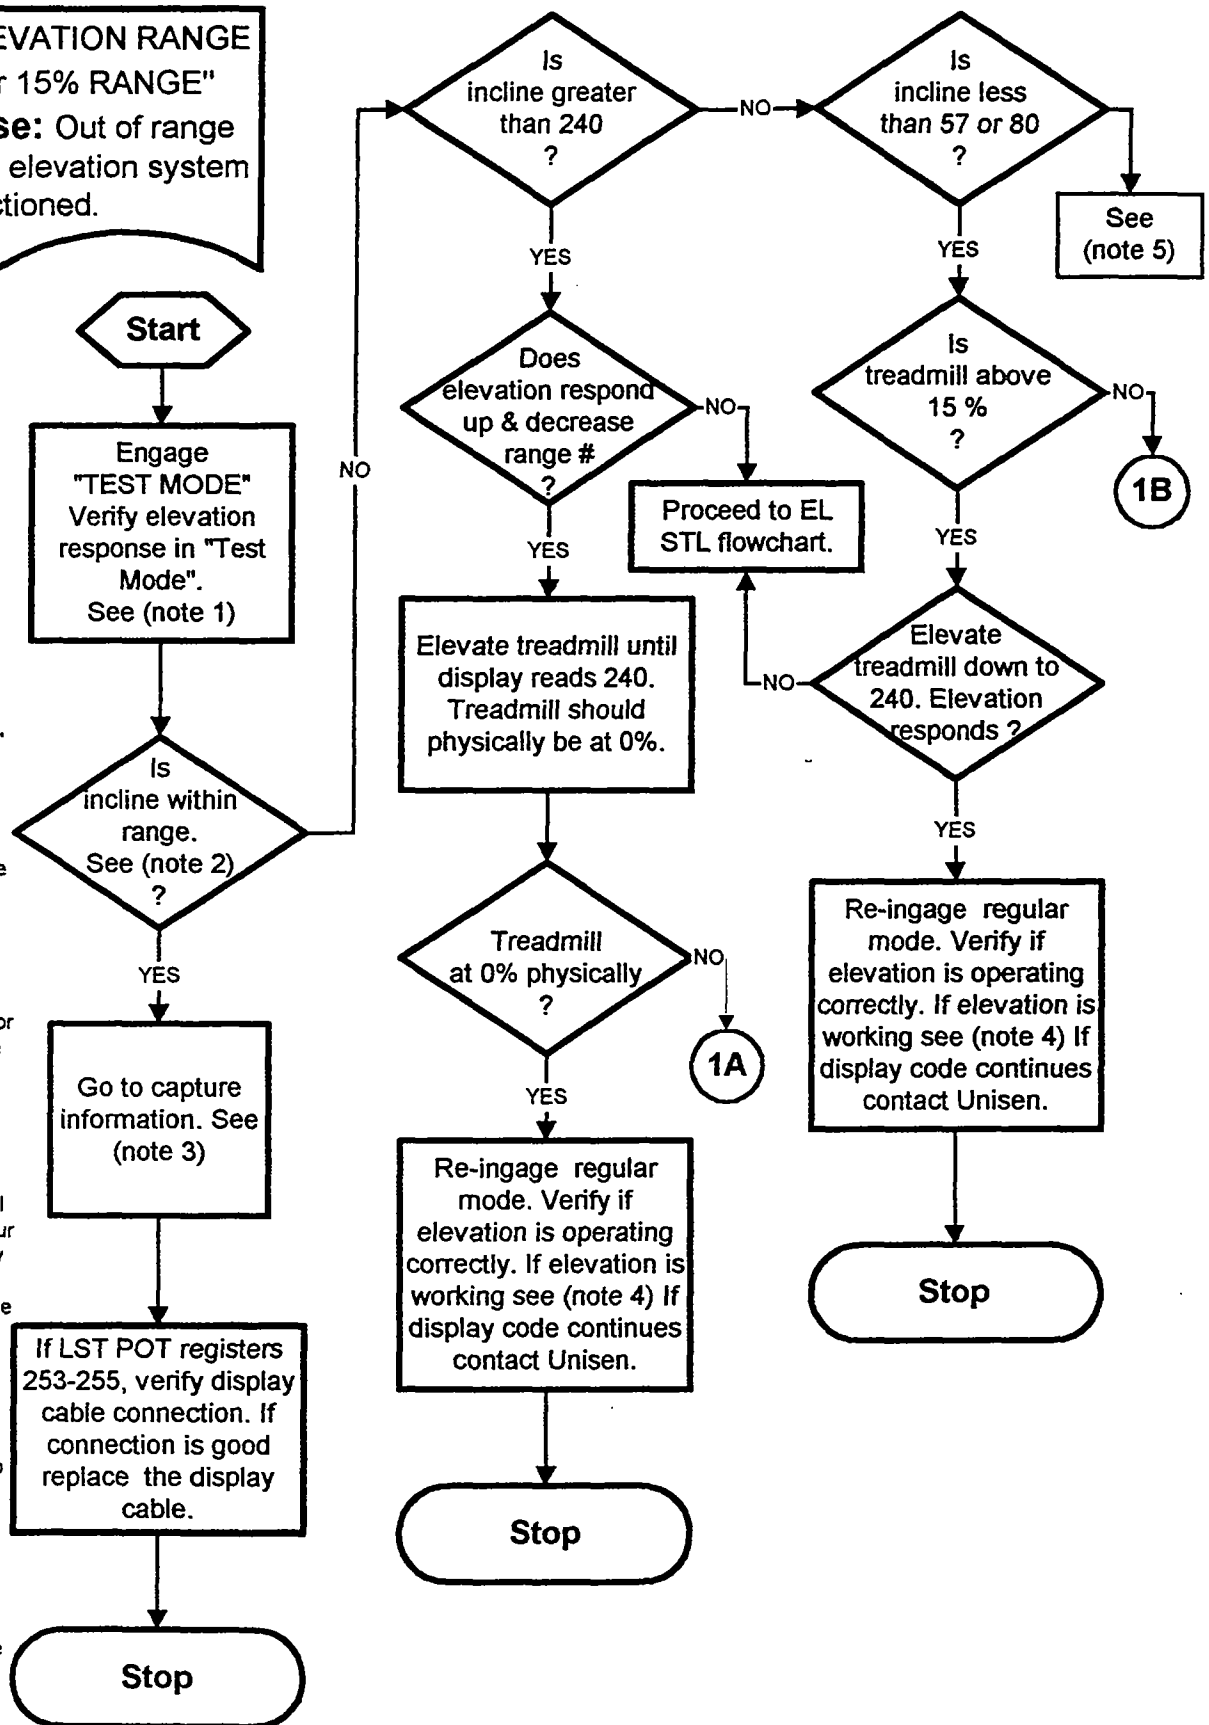 EVATION RANGE
15% RANGE"
se: Out of range
elevation system
ctioned.
Start
Engage
"TEST MODE"
Verify elevation
response in "Test
Mode".
See (note 1)
Is
incline within
range.
See (note 2)
?
NO
YES
Go to capture
information. See
(note 3)
If LST POT registers
253-255, verify display
cable connection. If
connection is good
replace the display
cable.
Stop
Is
incline greater
than 240
?
NO
YES
Does
elevation respond
up & decrease
range #
?
NO
YES
Proceed to EL
STL flowchart.
Elevate treadmill until
display reads 240.
Treadmill should
physically be at 0%.
Treadmill
at 0% physically
?
NO
1A
YES
Re-ingage regular
mode. Verify if
elevation is operating
correctly. If elevation is
working see (note 4) If
display code continues
contact Unisen.
Stop
Is
incline less
than 57 or 80
?
See
(note 5)
YES
Is
treadmill above
15 %
?
NO
1B
YES
Elevate
treadmill down to
240. Elevation
responds ?
NO
YES
Re-ingage regular
mode. Verify if
elevation is operating
correctly. If elevation is
working see (note 4) If
display code continues
contact Unisen.
Stop